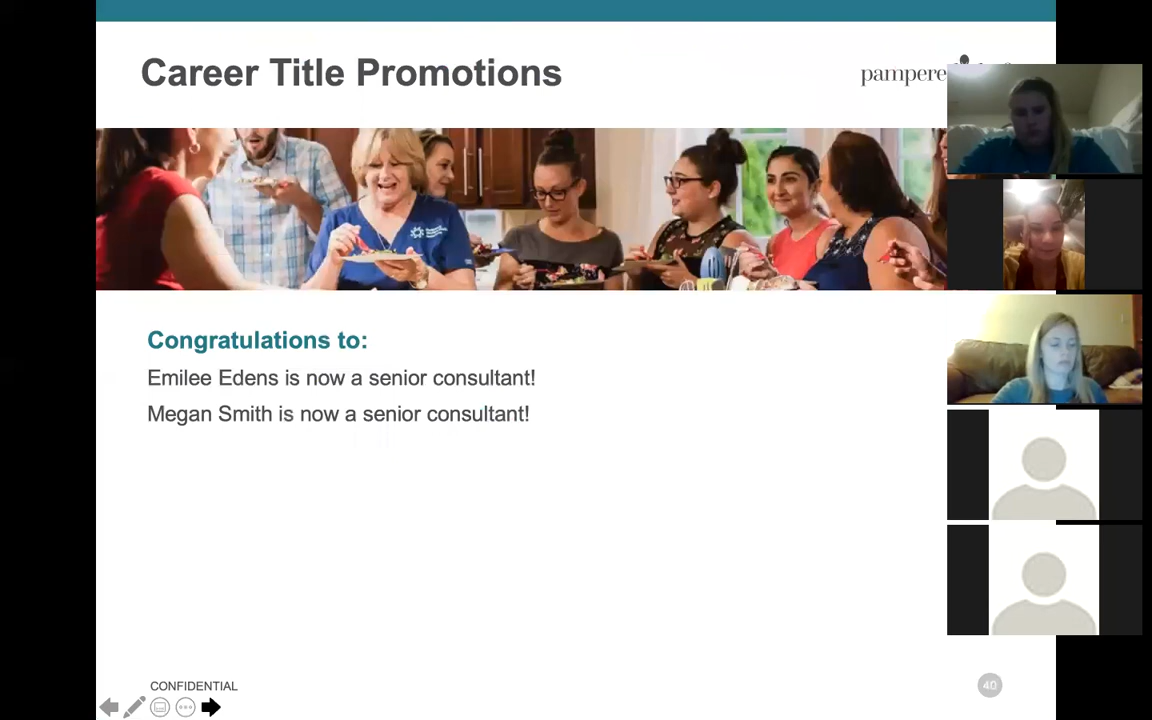 Career Title Promotions
pampere
Congratulations to:
Emilee Edens is now a senior consultant!
Megan Smith is now a senior consultant!
CONFIDENTIAL
40